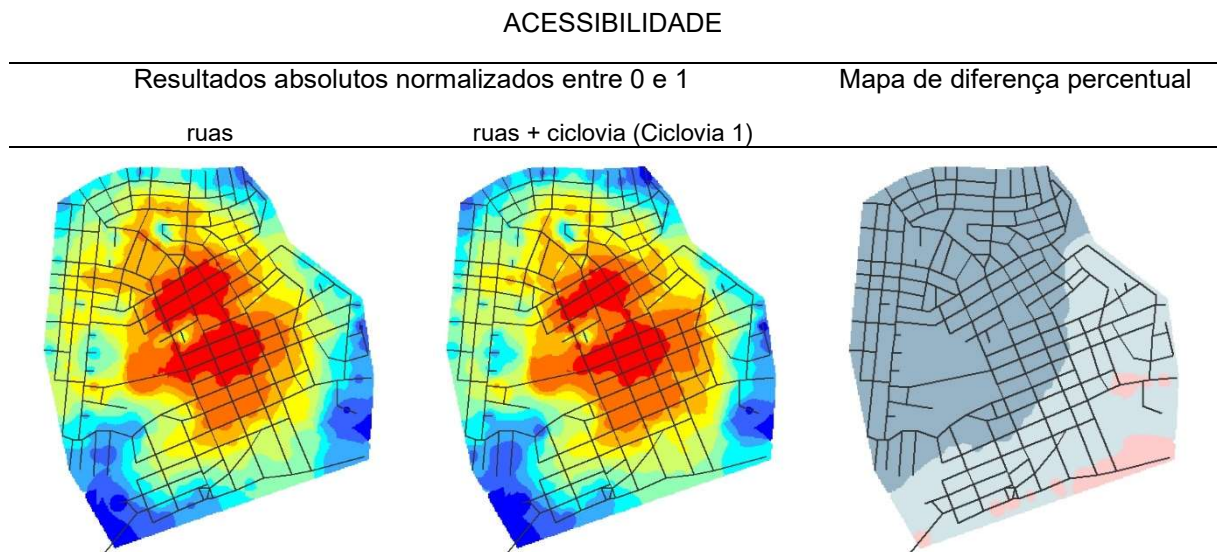 ACESSIBILIDADE
Resultados absolutos normalizados entre 0 e 1
Mapa de diferença percentual
ruas
ruas + ciclovia (Ciclovia 1)